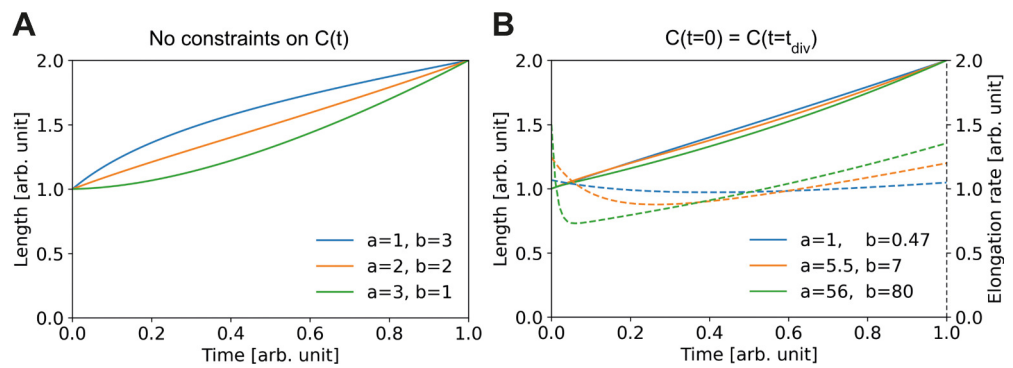 A
No constraints on C(t)
2.0
1.5
1.0
0.5
0.0
Length [arb. unit]
0.0 0.2 0.4 0.6 0.8 1.0
Time [arb. unit]
a=1, b=3
a=2, b=2
a=3, b=1
B
C(t=0) = C(t=tdiv)
2.0
1.5
1.0
0.5
0.0
Length [arb. unit]
2.0
1.5
1.0
0.5
0.0
Elongation rate [arb. unit]
0.0 0.2 0.4 0.6 0.8 1.0
Time [arb. unit]
a=1, b=0.47
a=5.5, b=7
a=56, b=80